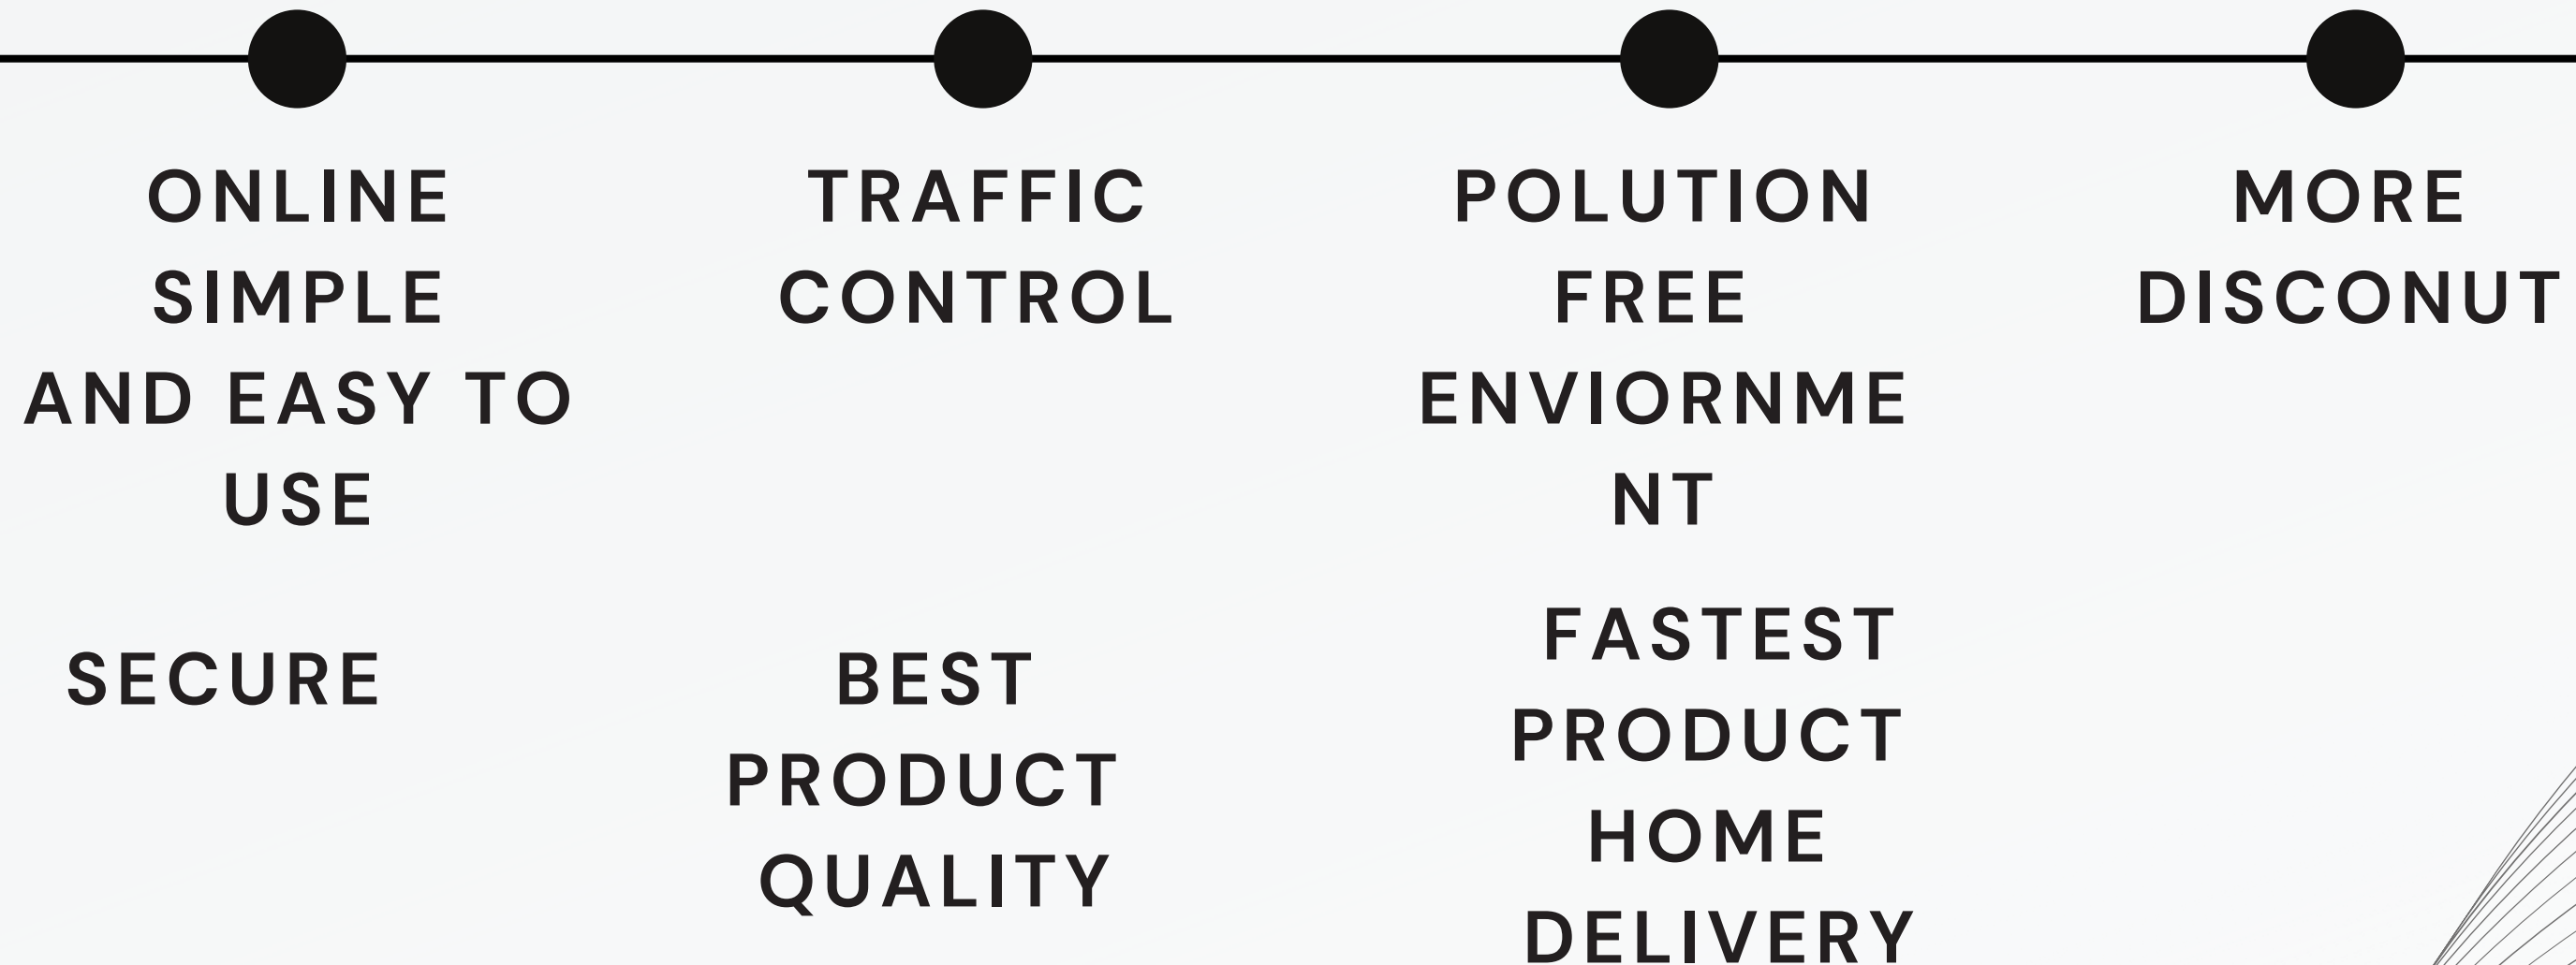 ONLINE
SIMPLE
AND EASY TO
USE
TRAFFIC
CONTROL
POLUTION
FREE
ENVIORNME
NT
MORE
DISCONUT
SECURE
BEST
PRODUCT
QUALITY
FASTEST
PRODUCT
HOME
DELIVERY